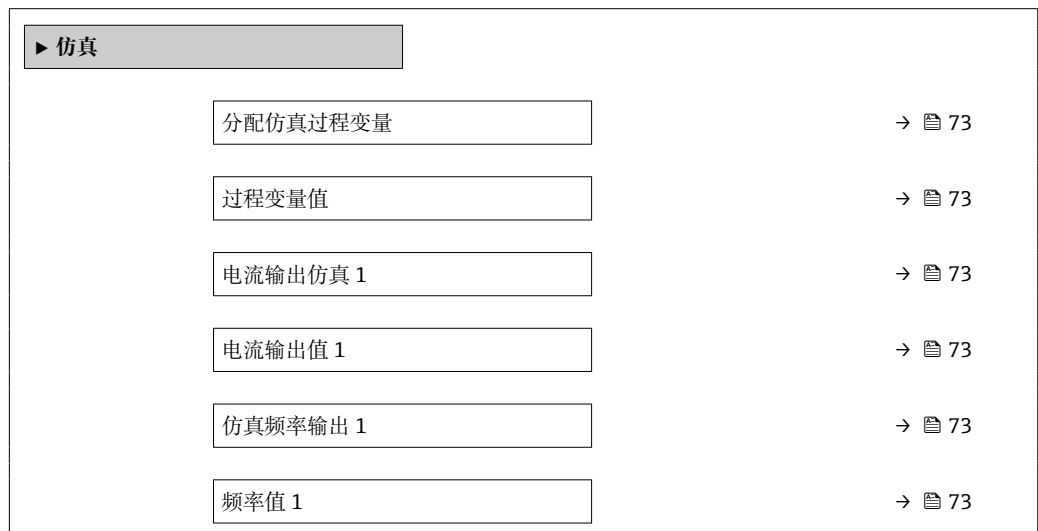 ▶ 仿真
分配仿真过程变量 → 73
过程变量值 → 73
电流输出仿真 1 → 73
电流输出值 1 → 73
仿真频率输出 1 → 73
频率值 1 → 73